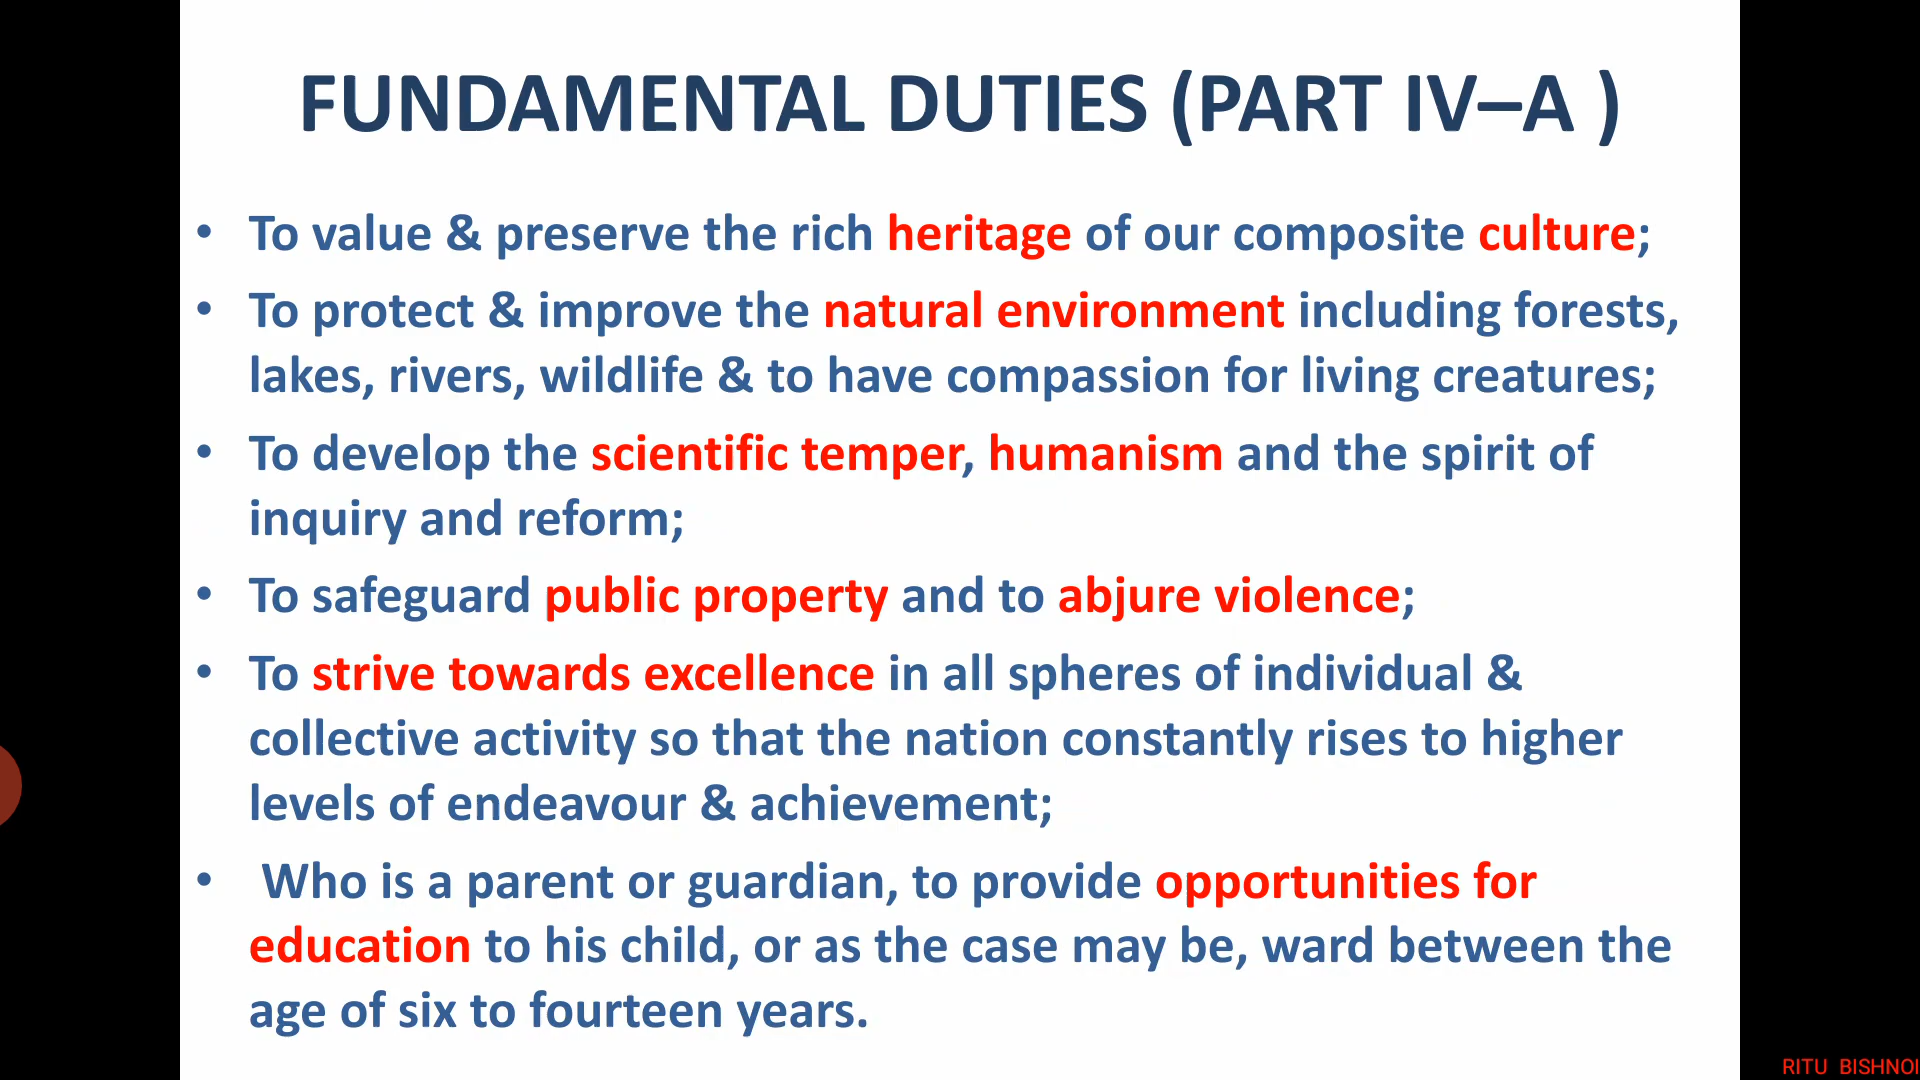 FUNDAMENTAL DUTIES (PART IV–A )
• To value & preserve the rich heritage of our composite culture;
• To protect & improve the natural environment including forests,
lakes, rivers, wildlife & to have compassion for living creatures;
• To develop the scientific temper, humanism and the spirit of
inquiry and reform;
• To safeguard public property and to abjure violence;
• To strive towards excellence in all spheres of individual &
collective activity so that the nation constantly rises to higher
levels of endeavour & achievement;
• Who is a parent or guardian, to provide opportunities for
education to his child, or as the case may be, ward between the
age of six to fourteen years.
RITU BISHNOI